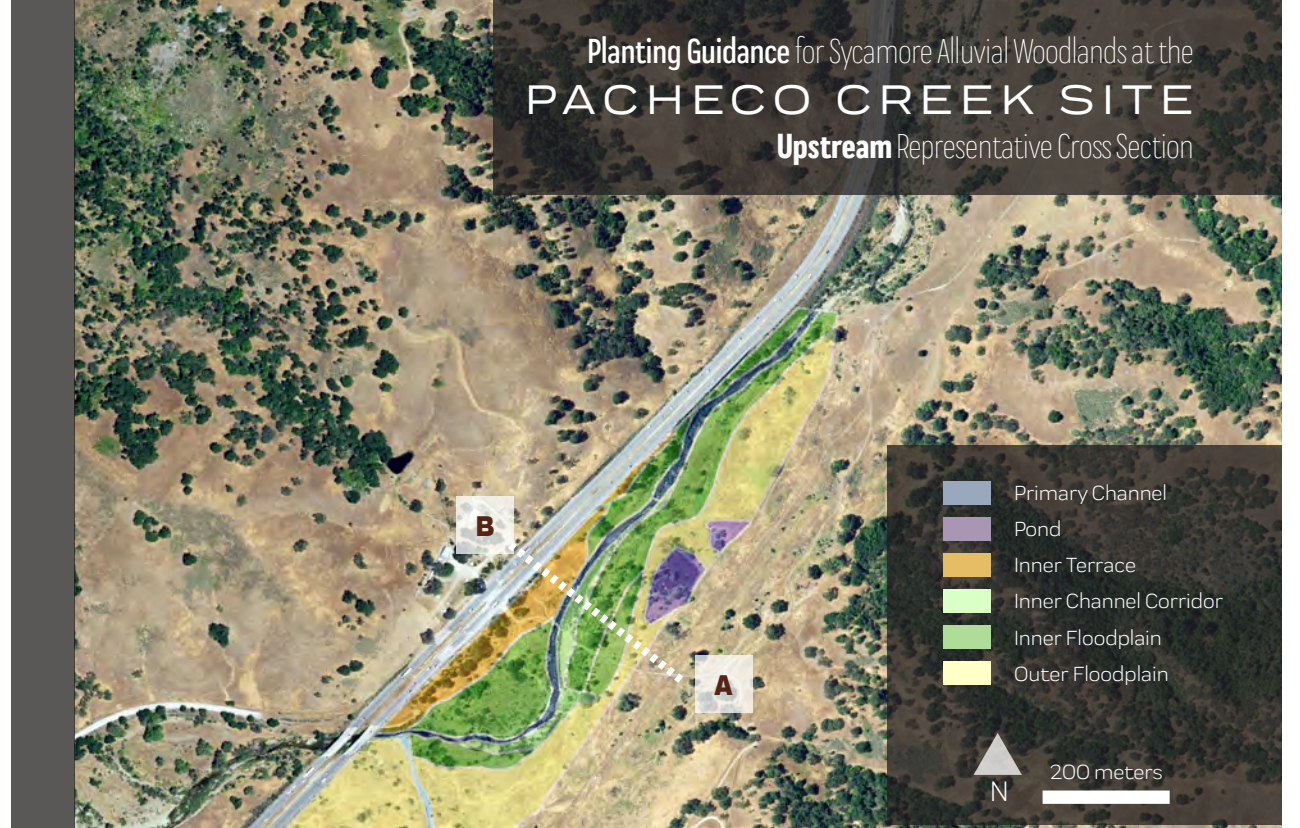 Planting Guidance for Sycamore Alluvial Woodlands at the
PACHECO CREEK SITE
Upstream Representative Cross Section
B
A
Primary Channel
Pond
Inner Terrace
Inner Channel Corridor
Inner Floodplain
Outer Floodplain
200 meters
N